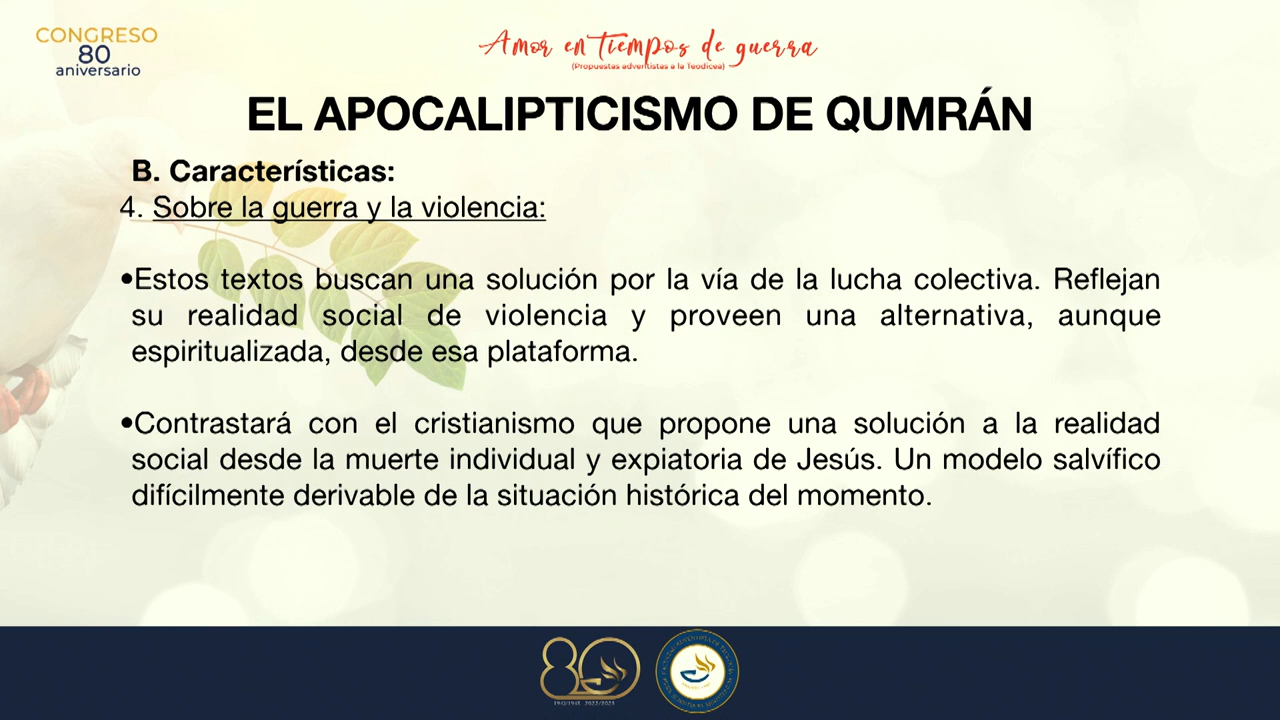 CONGRESO
80
aniversario
Amor en Tiempos de guerra
(Propuestas adventistas a la Teodicea)
EL APOCALIPTICISMO DE QUMRÁN
B. Características:
4. Sobre la guerra y la violencia:
•Estos textos buscan una solución por la vía de la lucha colectiva. Reflejan
su realidad social de violencia y proveen una alternativa, aunque
espiritualizada, desde esa plataforma.
•Contrastará con el cristianismo que propone una solución a la realidad
social desde la muerte individual y expiatoria de Jesús. Un modelo salvífico
difícilmente derivable de la situación histórica del momento.
80